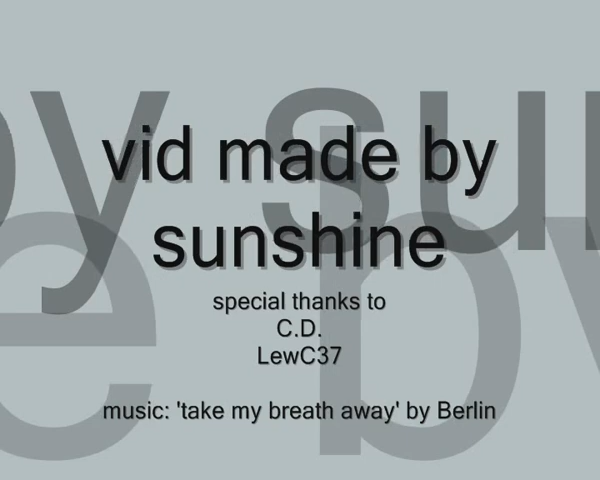 vid made by
sunshine
special thanks to
C.D.
LewC37
music: 'take my breath away' by Berlin